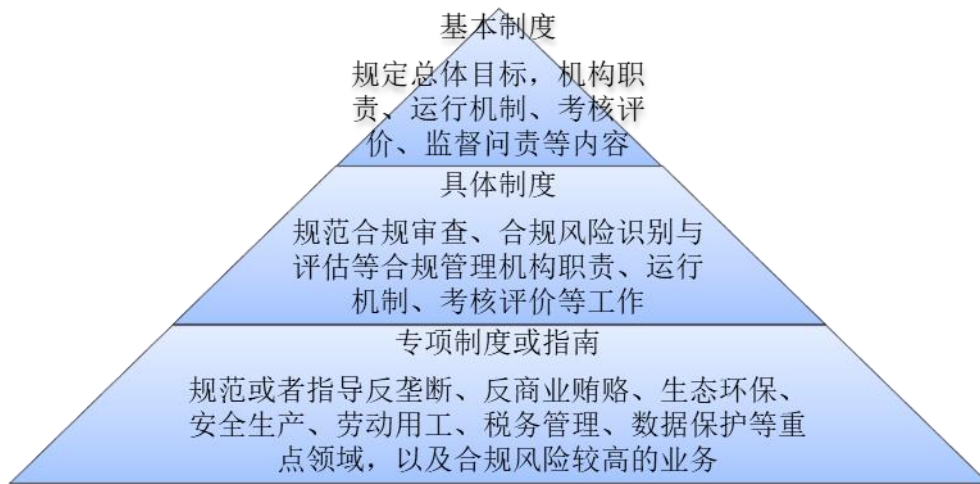 基本制度
规定总体目标，机构职
责、运行机制、考核评
价、监督问责等内容
具体制度
规范合规审查、合规风险识别与
评估等合规管理机构职责、运行
机制、考核评价等工作
专项制度或指南
规范或者指导反垄断、反商业贿赂、生态环保、
安全生产、劳动用工、税务管理、数据保护等重
点领域，以及合规风险较高的业务